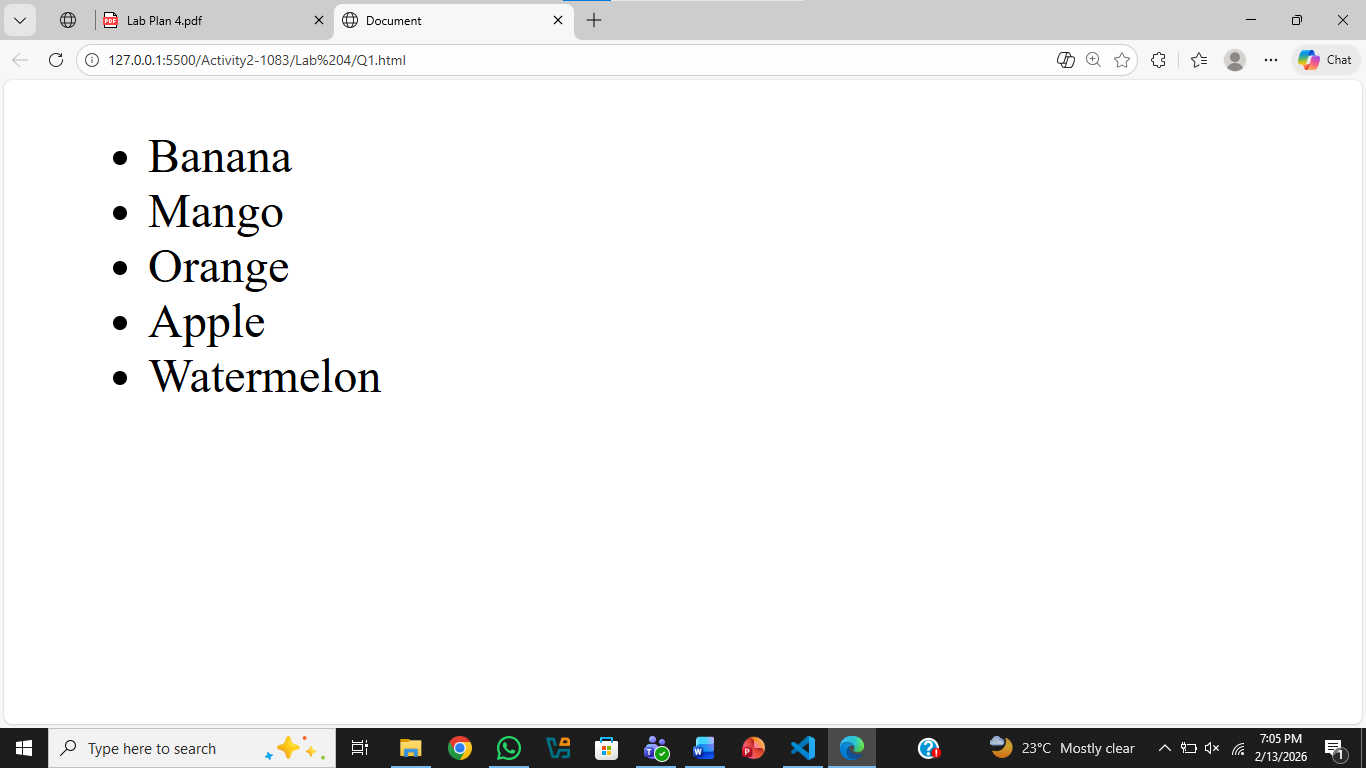 Lab Plan 4.pdf
Document
127.0.0.1:5500/Activity2-1083/Lab%204/Q1.html
Chat
Banana
Mango
Orange
Apple
Watermelon
Type here to search
23°C Mostly clear
7:05 PM
2/13/2026
1